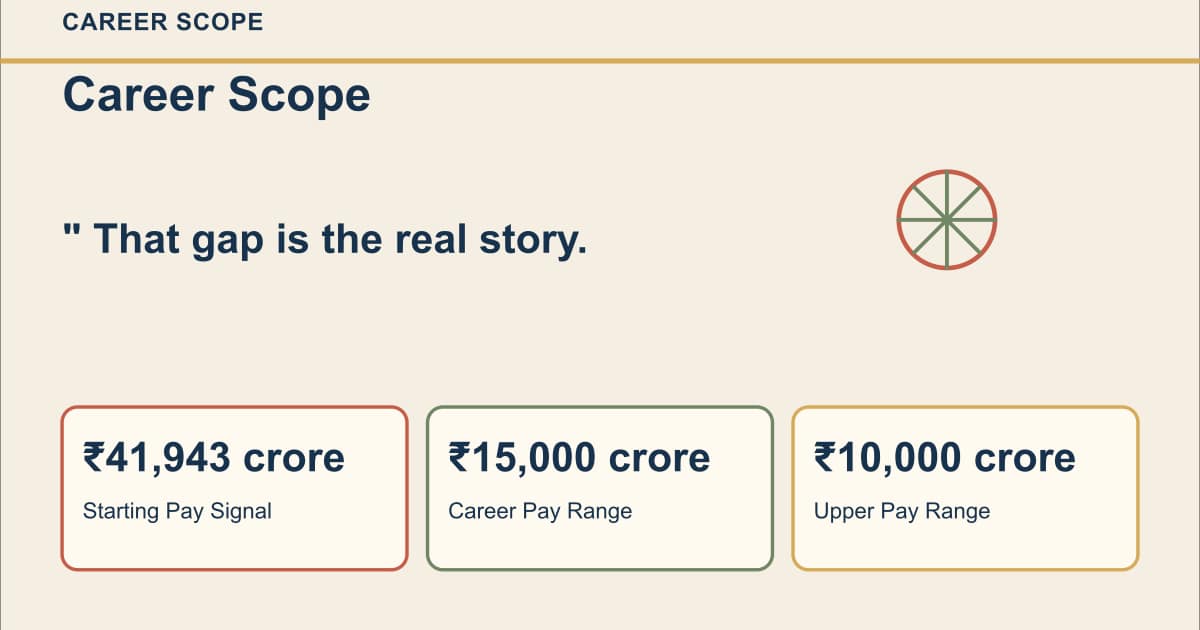 CAREER SCOPE
Career Scope
" That gap is the real story.
₹41,943 crore
Starting Pay Signal
₹15,000 crore
Career Pay Range
₹10,000 crore
Upper Pay Range